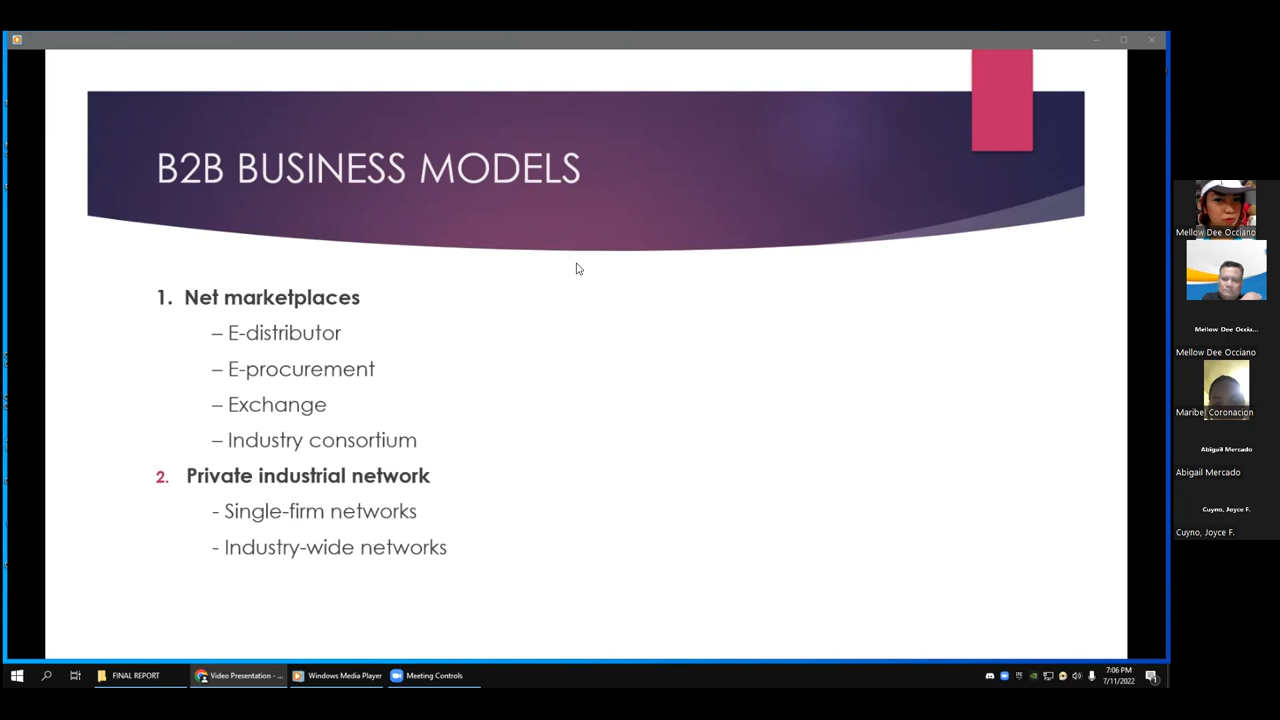 B2B BUSINESS MODELS
1. Net marketplaces
– E-distributor
– E-procurement
– Exchange
– Industry consortium
2. Private industrial network
- Single-firm networks
- Industry-wide networks
Mellow Dee Occiano
Mellow Dee Occia...
Mellow Dee Occiano
Maribel Coronacion
Abigail Mercado
Abigail Mercado
Cuyno, Joyce F.
Cuyno, Joyce F.
FINAL REPORT
Video Presentation - ...
Windows Media Player
Meeting Controls
7:06 PM
7/11/2022